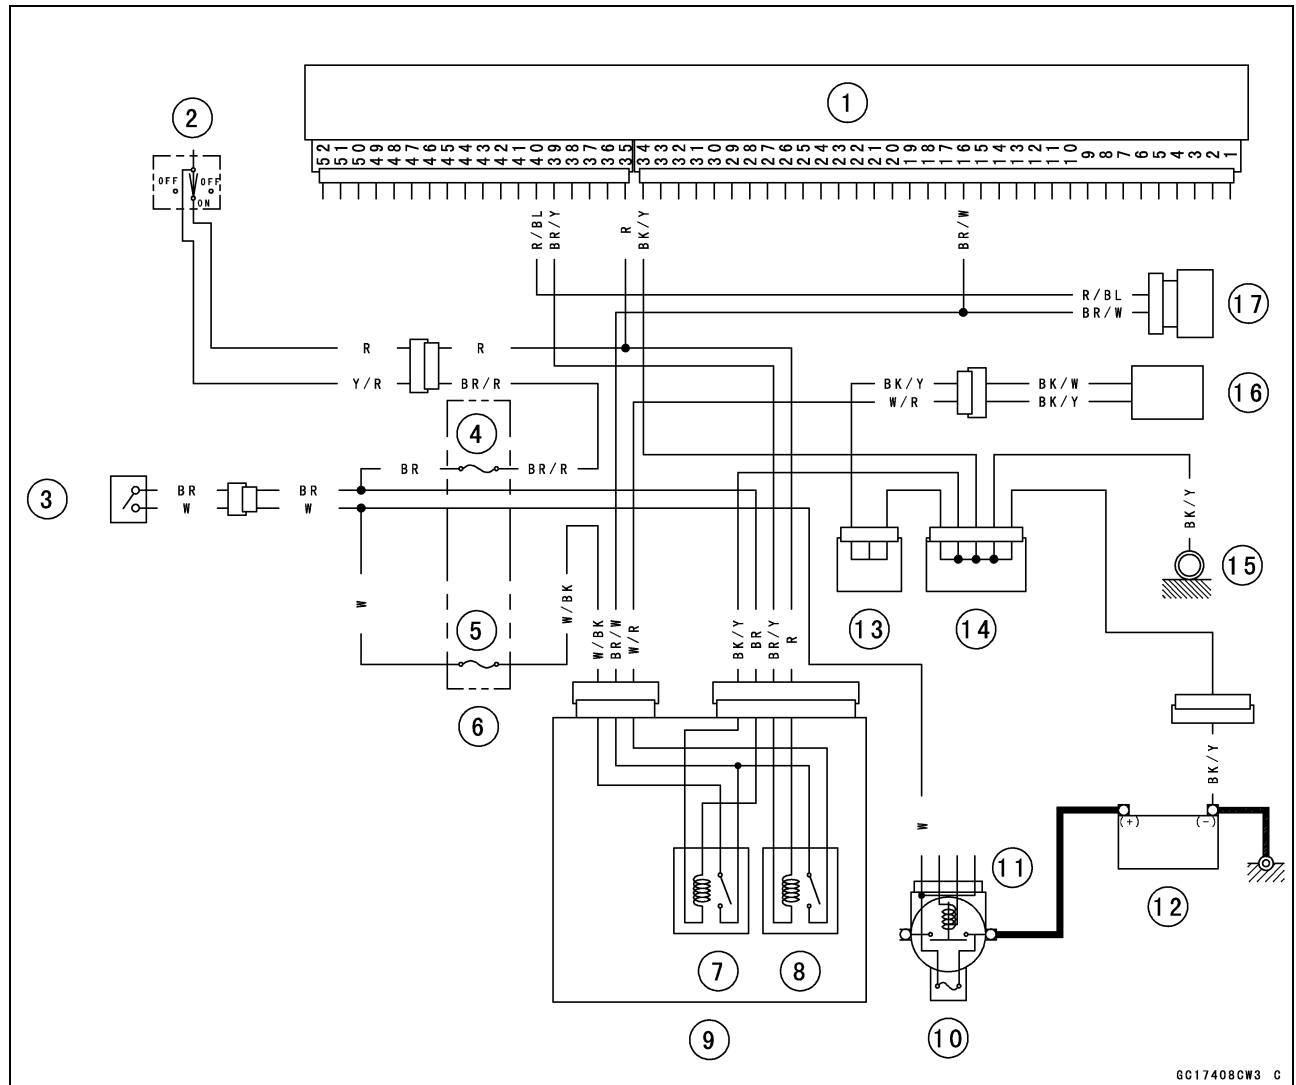 1
2
52 51 50 49 48 47 46 45 44 43 42 41 40 39 38 37 36 35 34 33 32 31 30 29 28 27 26 25 24 23 22 21 20 19 18 17 16 15 14 13 12 11 10 9 8 7 6 5 4 3 2 1
OFF OFF
ON
R/BL BR/Y R BK/Y BR/W
R/BL
17
BR/W
R R
Y/R BR/R
BK/Y BK/W
16
W/R BK/Y
4
BR BR/R
3
BR BR
W W
BK/Y
15
W
W/BK
5
W/BK BR/W W/R BK/Y BR BR/Y R
13 14
6
BK/Y
W
(+) (-)
11
12
7 8
9
10
GC17408CW3 C